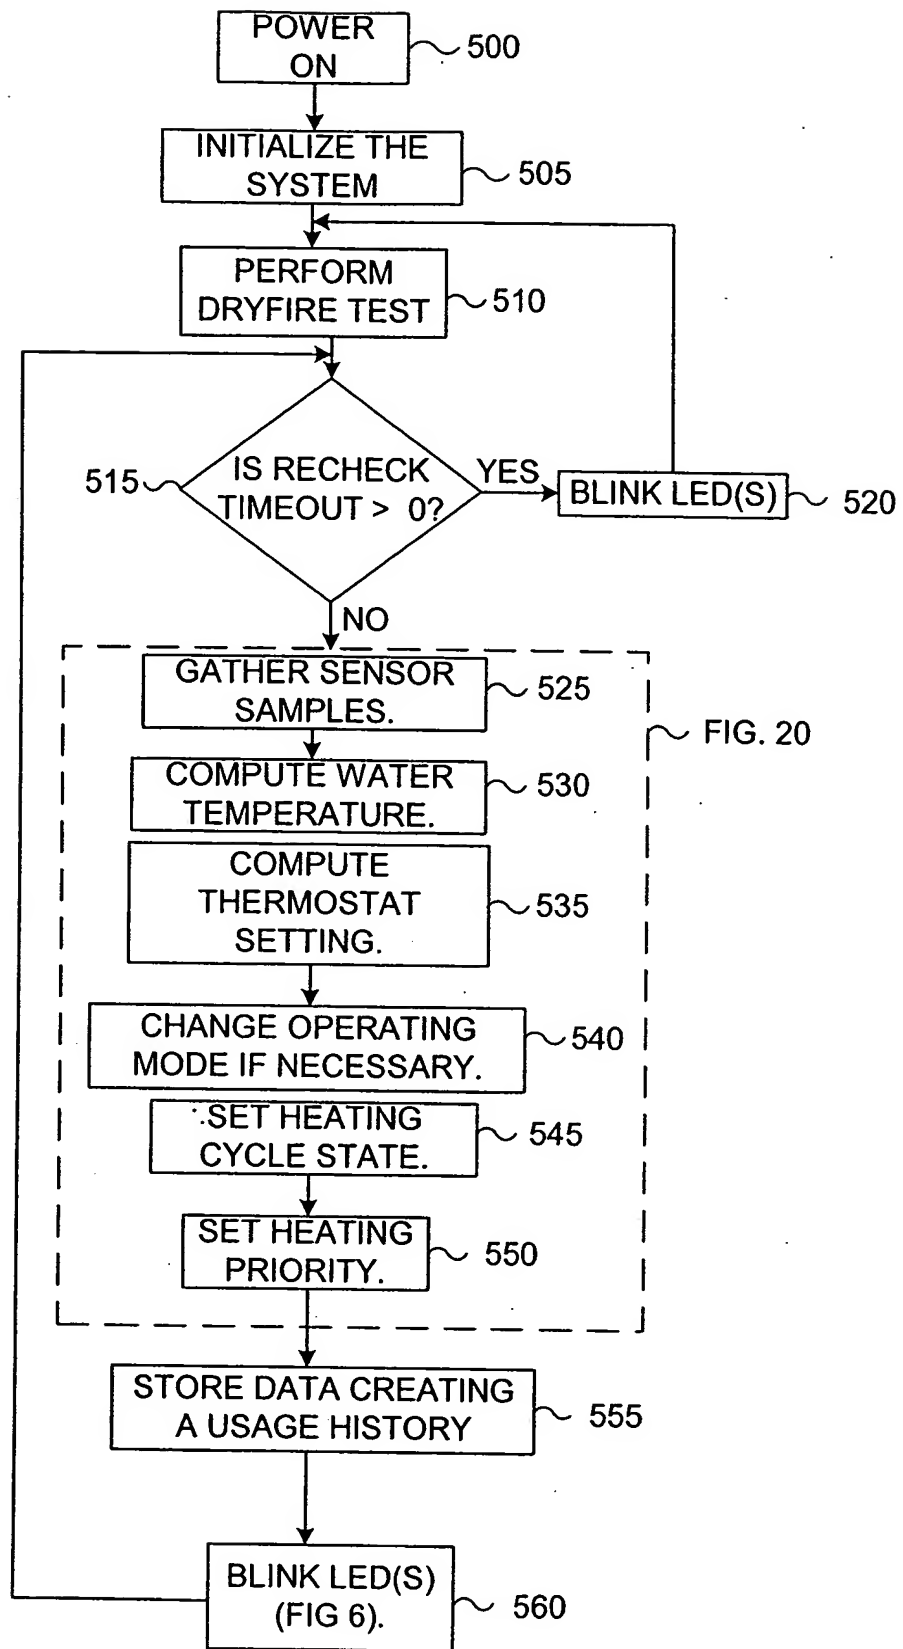 POWER
ON
500
INITIALIZE THE
SYSTEM
505
PERFORM
DRYFIRE TEST
510
515
IS RECHECK
TIMEOUT > 0?
YES
BLINK LED(S)
520
NO
GATHER SENSOR
SAMPLES.
525
FIG. 20
COMPUTE WATER
TEMPERATURE.
530
COMPUTE
THERMOSTAT
SETTING.
535
CHANGE OPERATING
MODE IF NECESSARY.
540
SET HEATING
CYCLE STATE.
545
SET HEATING
PRIORITY.
550
STORE DATA CREATING
A USAGE HISTORY
555
BLINK LED(S)
(FIG 6).
560